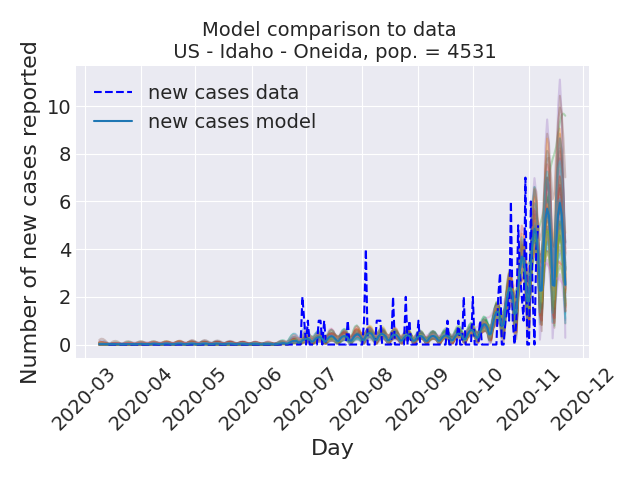 Model comparison to data
US - Idaho - Oneida, pop. = 4531
Number of new cases reported
new cases data
new cases model
10
8
6
4
2
0
2020-03
2020-04
2020-05
2020-06
2020-07
2020-08
2020-09
2020-10
2020-11
2020-12
Day